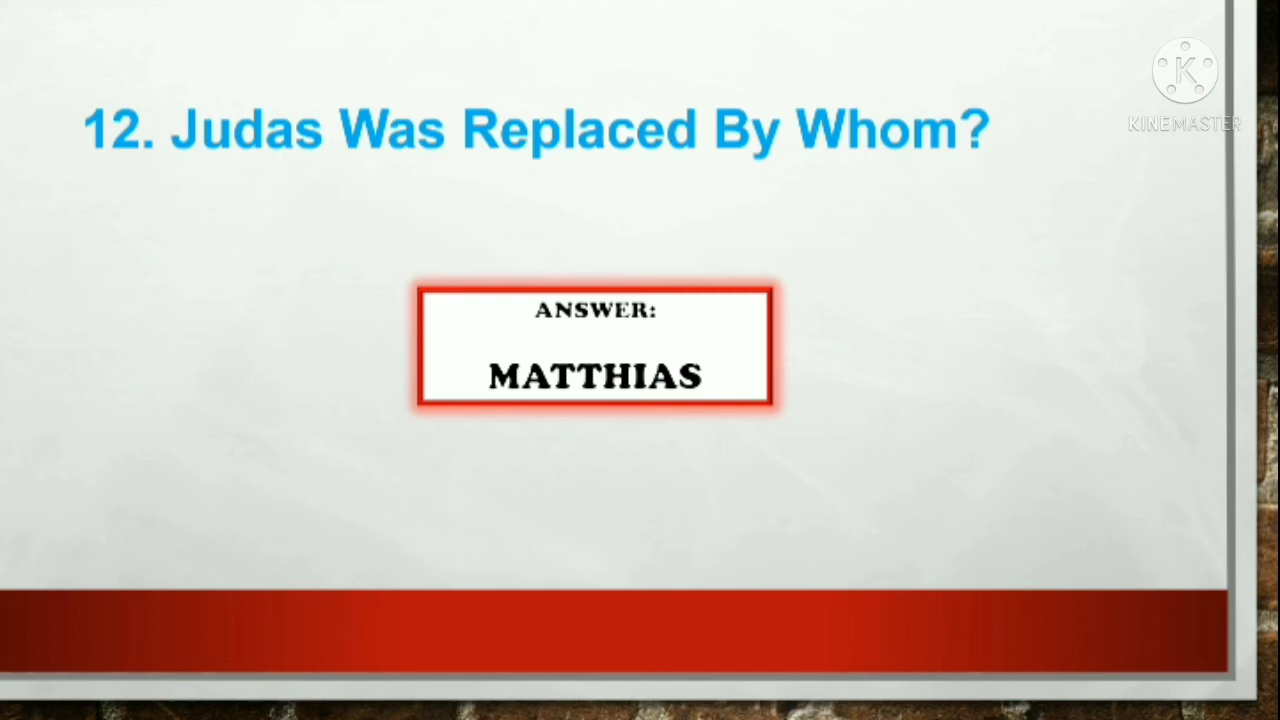 12. Judas Was Replaced By Whom?
K
KINEMASTER
ANSWER:
MATTHIAS